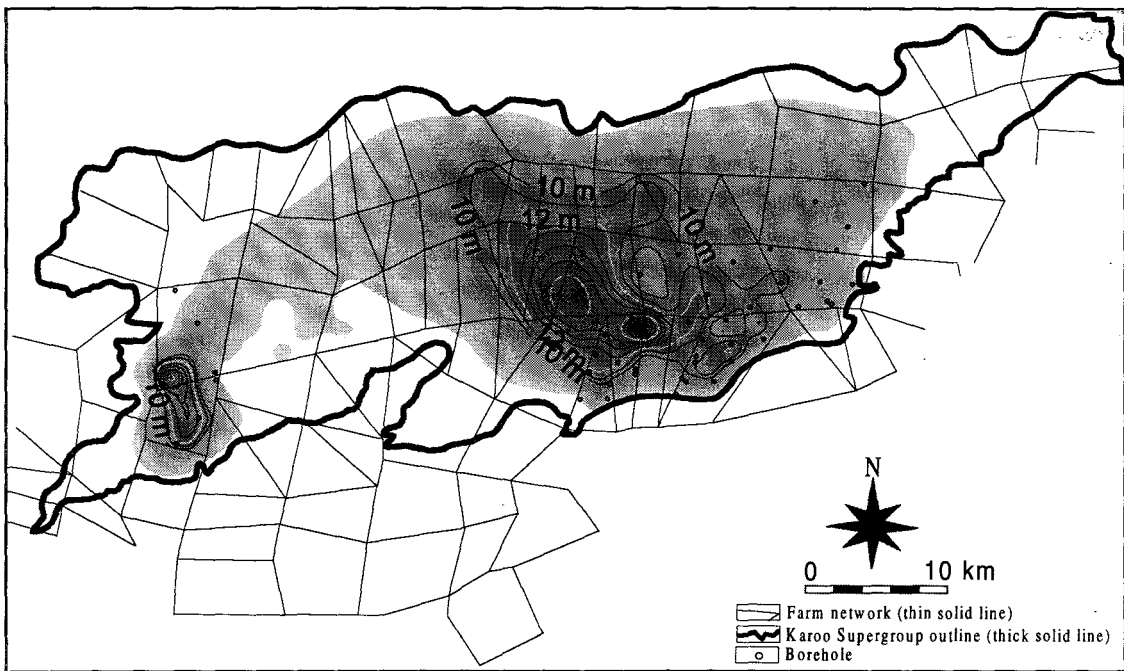 10 m
10 m
12 m
10 m
12 m
10 m
10 m
N
0 10 km
Farm network (thin solid line)
Karoo Supergroup outline (thick solid line)
Borehole